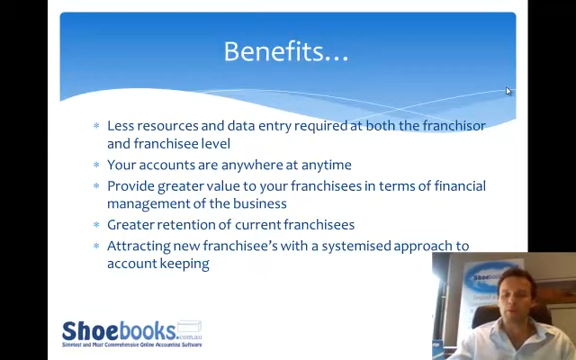 Benefits…
Less resources and data entry required at both the franchisor
and franchisee level
Your accounts are anywhere at anytime
Provide greater value to your franchisees in terms of financial
management of the business
Greater retention of current franchisees
Attracting new franchisee's with a systemised approach to
account keeping
Shoebooks.com.au
Simplest and Most Comprehensive Online Accounting Software
Shoebooks